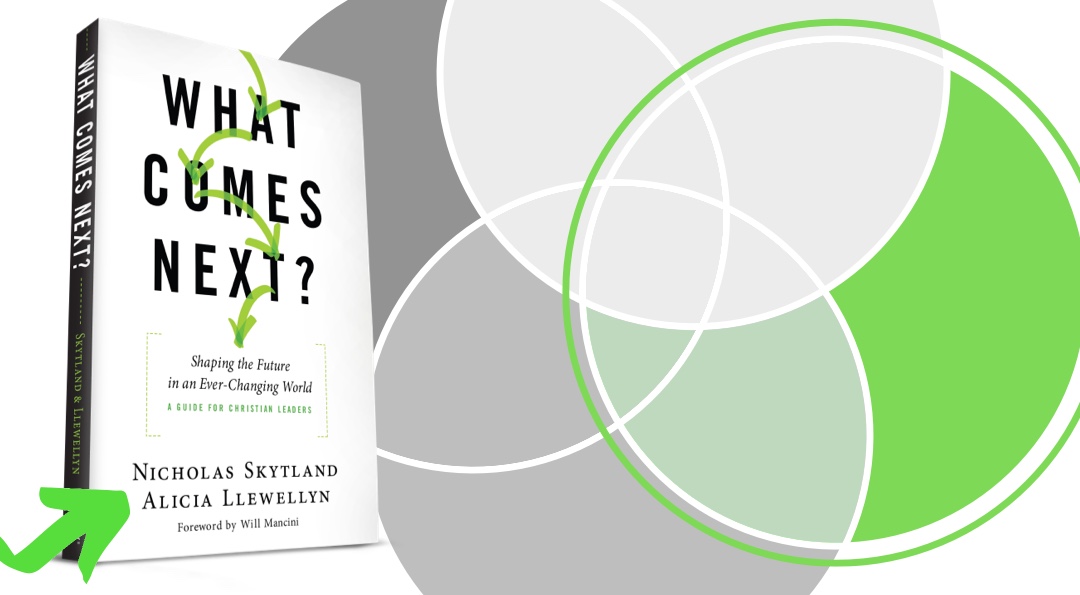 WHAT COMES NEXT?
SKYTLAND & LLEWELLYN
WHAT
COMES
NEXT?
Shaping the Future
in an Ever-Changing World
A GUIDE FOR CHRISTIAN LEADERS
NICHOLAS SKYTLAND
ALICIA LLEWELLYN
Foreword by Will Mancini